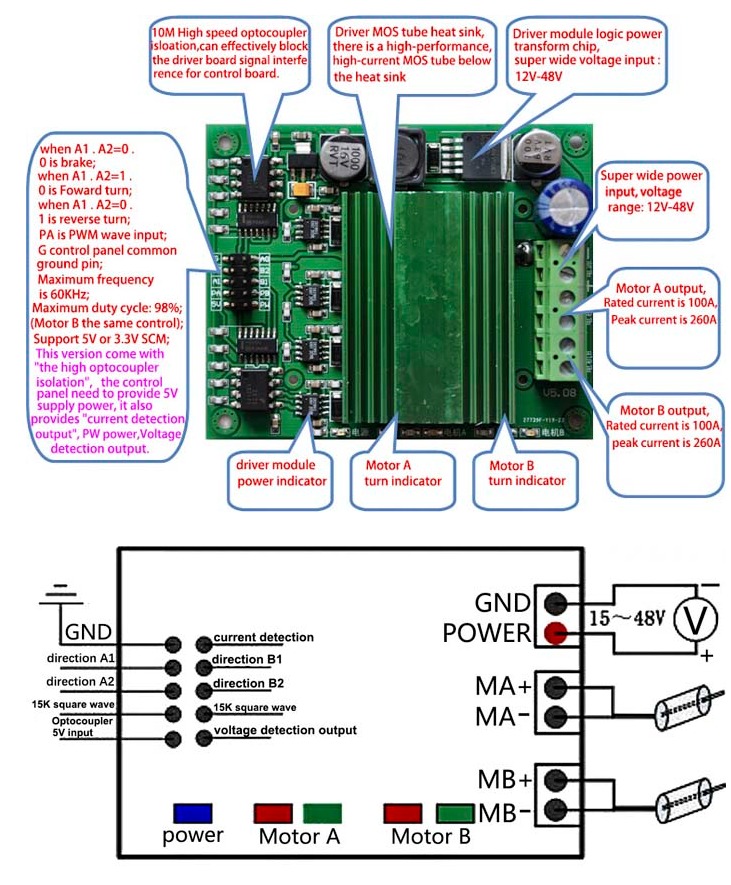 10M High speed optocoupler
isloation,can effectively block
the driver board signal interfe
rence for control board.
Driver MOS tube heat sink,
there is a high-performance,
high-current MOS tube below
the heat sink
Driver module logic power
transform chip,
super wide voltage input :
12V-48V
when A1 . A2=0 .
0 is brake;
when A1 . A2=1 .
0 is Foward turn;
when A1 . A2=0 .
1 is reverse turn;
PA is PWM wave input;
G control panel common
ground pin;
Maximum frequency
is 60KHz;
Maximum duty cycle: 98%;
(Motor B the same control);
Support 5V or 3.3V SCM;
This version come with
"the high optocoupler
isolation", the control
panel need to provide 5V
supply power, it also
provides "current detection
output", PW power,Voltage
detection output.
1000
16V
RVT
Super wide power
input, voltage
range: 12V-48V
Motor A output,
Rated current is 100A,
Peak current is 260A
V5.08
电机B
Motor B output,
Rated current is 100A,
peak current is 260A
driver module
power indicator
Motor A
turn indicator
Motor B
turn indicator
GND
direction A1
direction A2
15K square wave
Optocoupler
5V input
current detection
direction B1
direction B2
15K square wave
voltage detection output
GND
POWER
15~48V
V
−
+
MA+
MA−
MB+
MB−
power
Motor A
Motor B